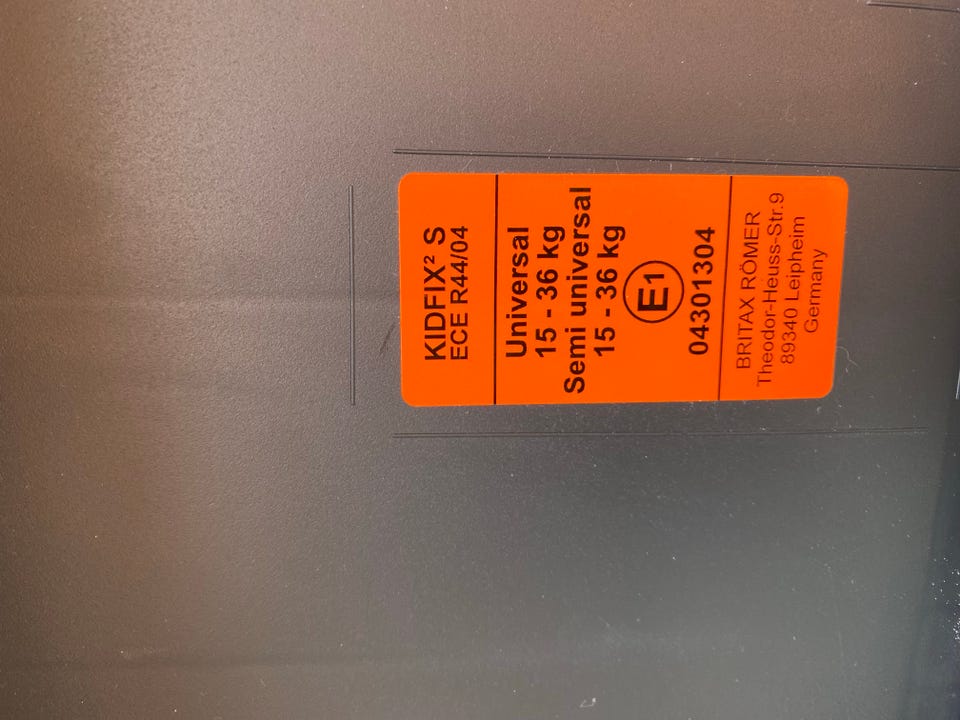 KIDFIX² S
ECE R44/04
Universal
15 - 36 kg
Semi universal
15 - 36 kg
E1
04301304
BRITAX RÖMER
Theodor-Heuss-Str.9
89340 Leipheim
Germany